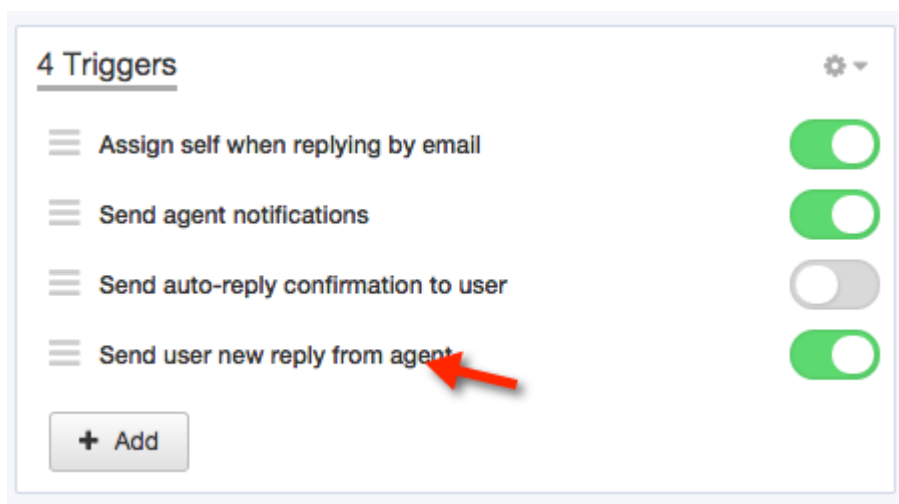 4 Triggers
Assign self when replying by email
Send agent notifications
Send auto-reply confirmation to user
Send user new reply from agent
+ Add